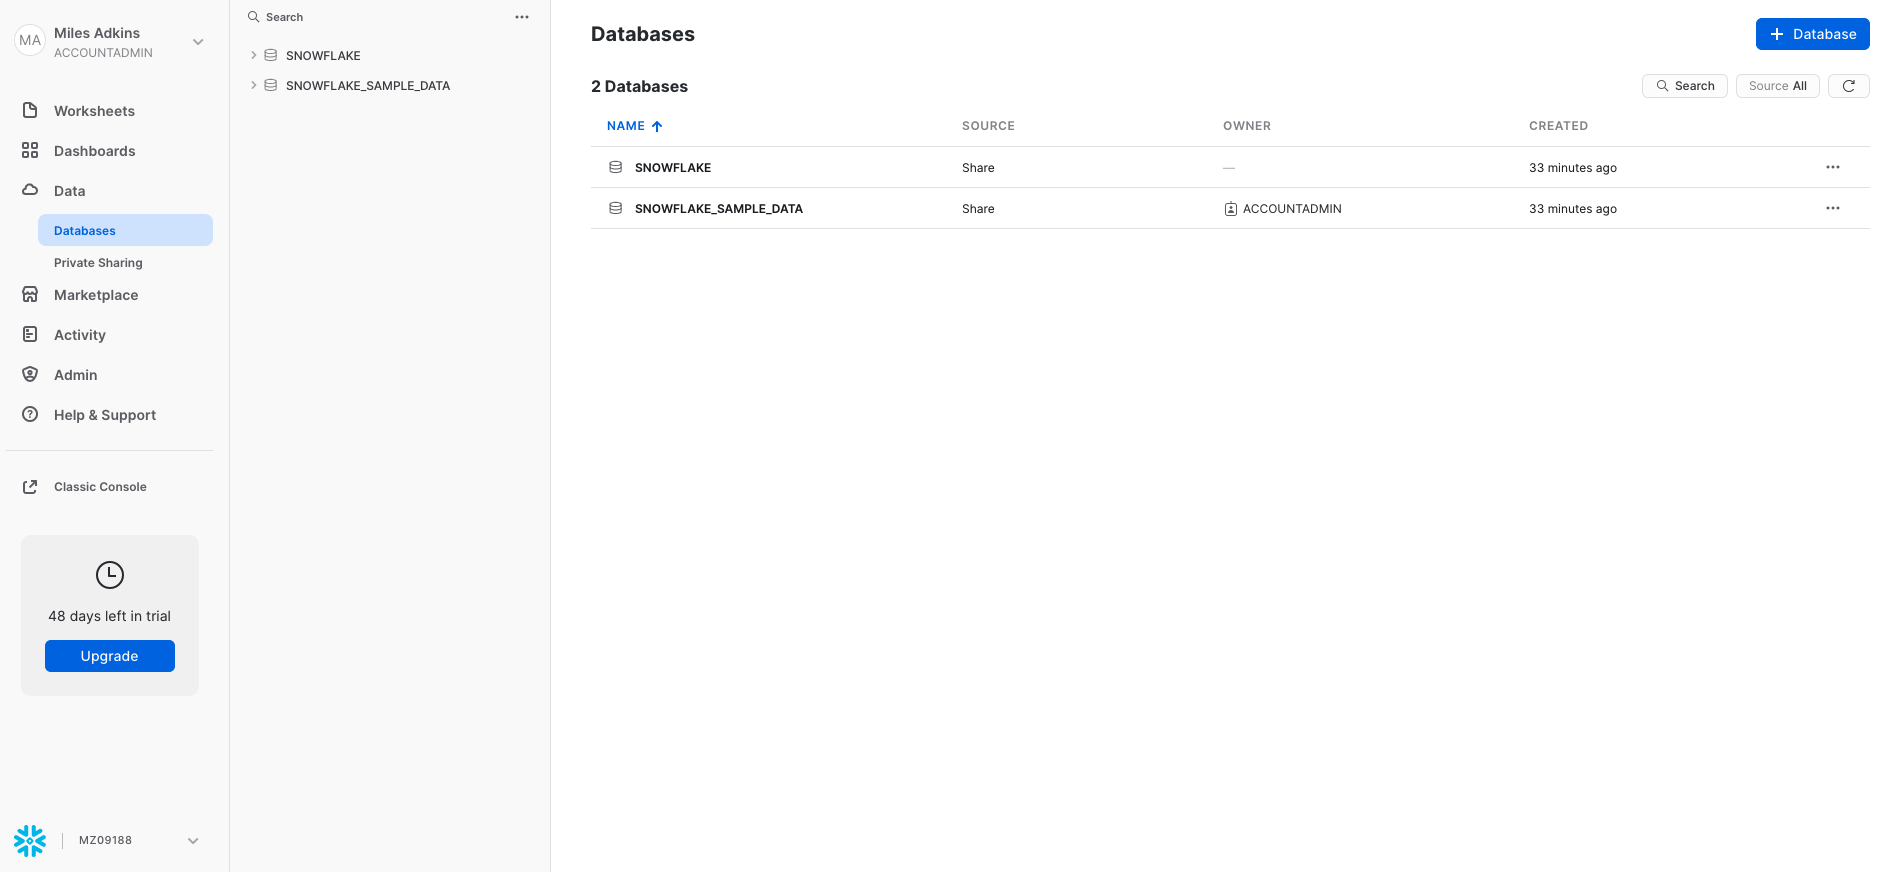 MA
Miles Adkins
ACCOUNTADMIN
Worksheets
Dashboards
Data
Databases
Private Sharing
Marketplace
Activity
Admin
Help & Support
Classic Console
48 days left in trial
Upgrade
MZ09188
Search
SNOWFLAKE
SNOWFLAKE_SAMPLE_DATA
Databases
+ Database
2 Databases
Search
Source All
NAME SOURCE OWNER CREATED
SNOWFLAKE Share — 33 minutes ago
SNOWFLAKE_SAMPLE_DATA Share ACCOUNTADMIN 33 minutes ago